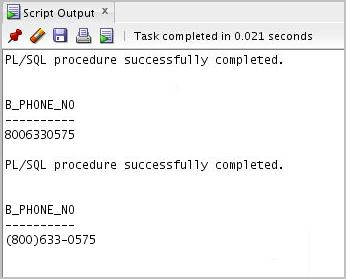 Script Output ×
Task completed in 0.021 seconds
PL/SQL procedure successfully completed.
B_PHONE_NO
----------
8006330575
PL/SQL procedure successfully completed.
B_PHONE_NO
----------
(800)633-0575